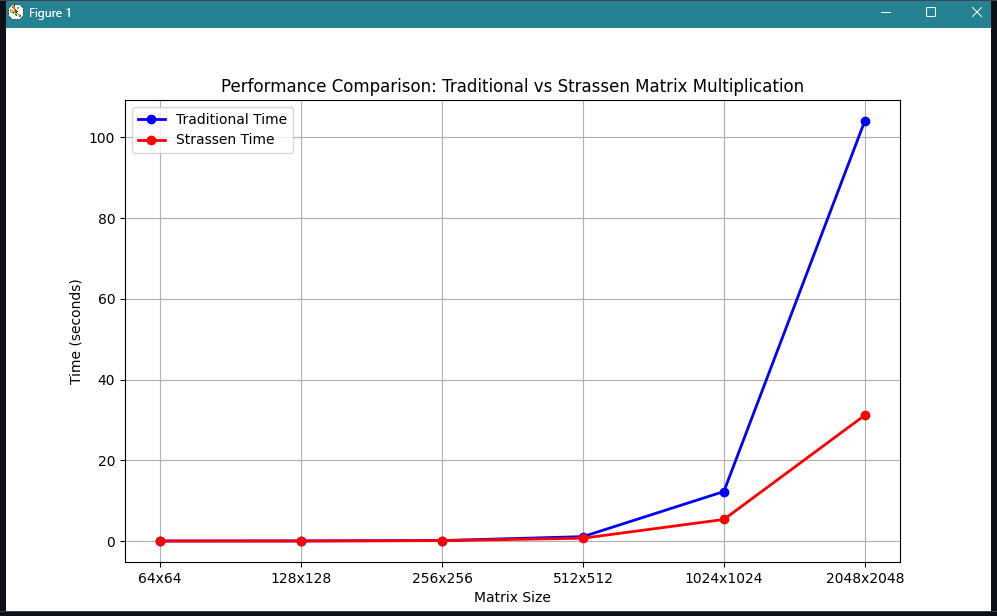 Figure 1
Performance Comparison: Traditional vs Strassen Matrix Multiplication
Traditional Time
Strassen Time
100
80
60
40
20
0
Time (seconds)
64x64 128x128 256x256 512x512 1024x1024 2048x2048
Matrix Size